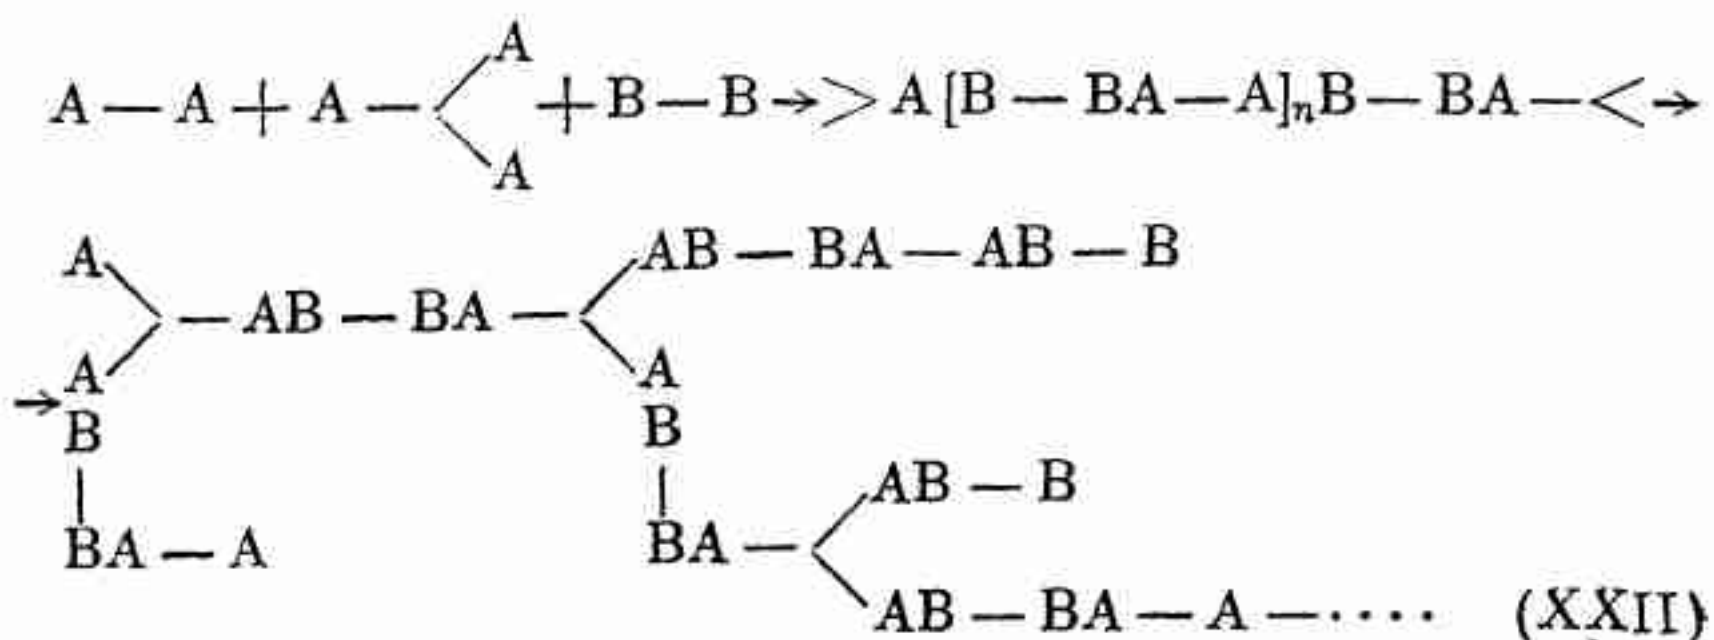 A
A — A + A — < + B — B → > A [B — BA — A]ₙB — BA — < →
A
A AB — BA — AB — B
— AB — BA —
A A
→
B B
AB — B
BA — A BA —
AB — BA — A — ···· (XXII)